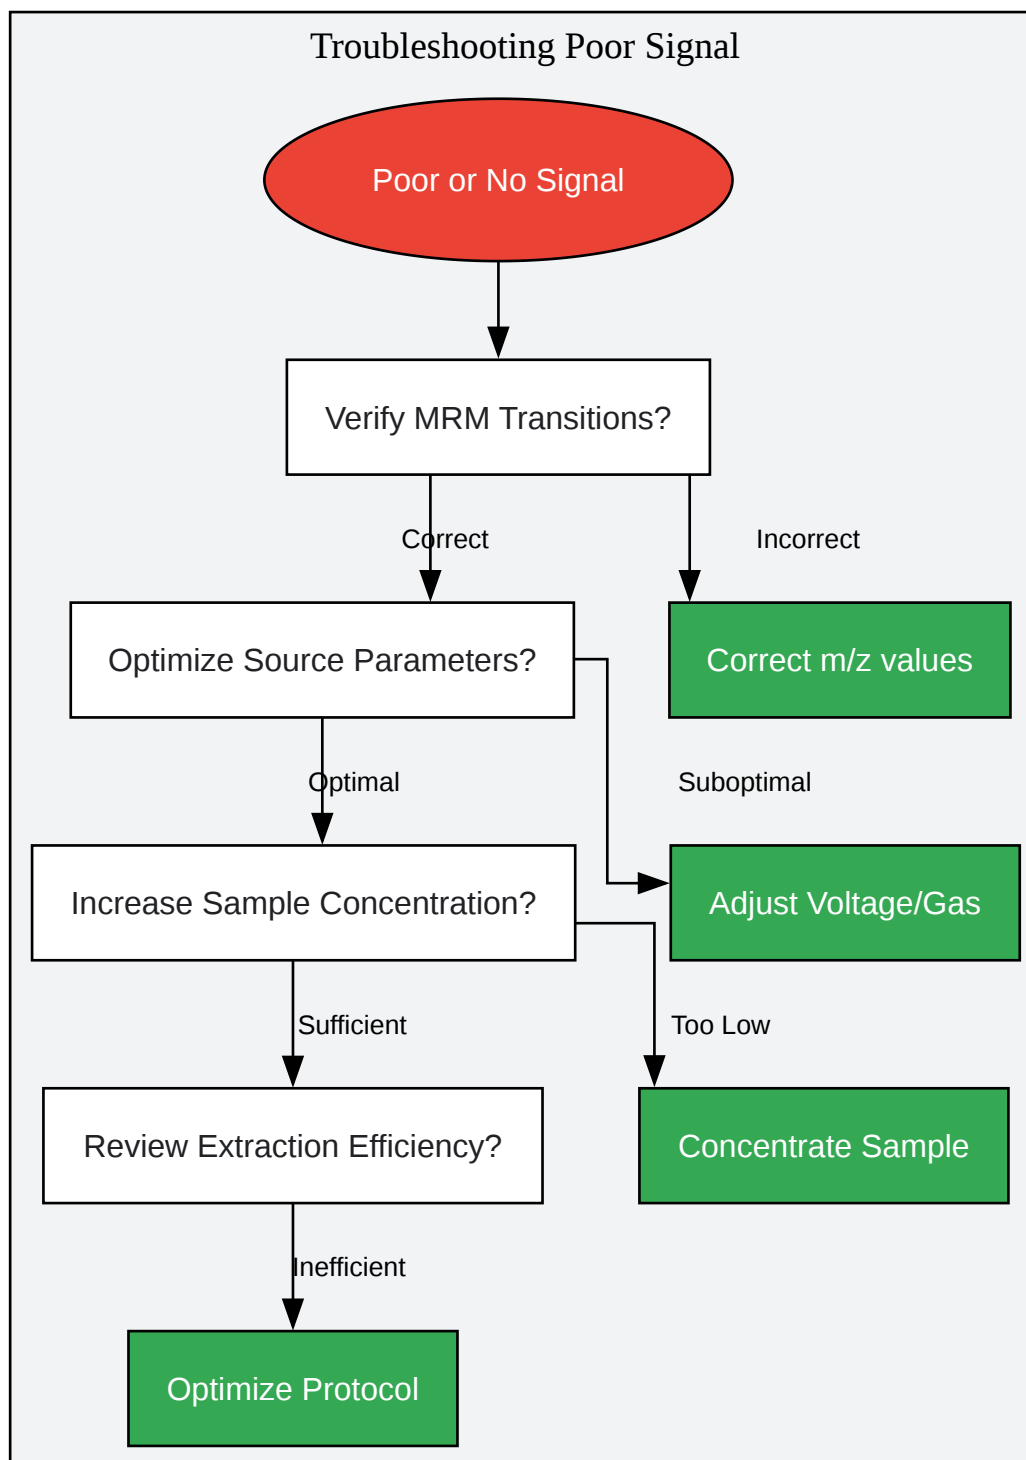 Troubleshooting Poor Signal
Poor or No Signal
Verify MRM Transitions?
Correct
Incorrect
Optimize Source Parameters?
Correct m/z values
Optimal
Suboptimal
Increase Sample Concentration?
Adjust Voltage/Gas
Sufficient
Too Low
Review Extraction Efficiency?
Concentrate Sample
Inefficient
Optimize Protocol